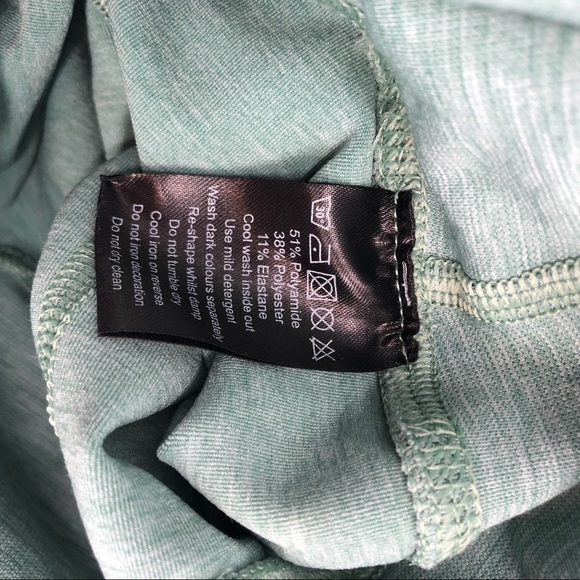 30°
51% Polyamide
38% Polyester
11% Elastane
Cool wash inside out
Use mild detergent
Wash dark colours separately
Re-shape whilst damp
Do not tumble dry
Cool iron on reverse
Do not iron decoration
Do not dry clean